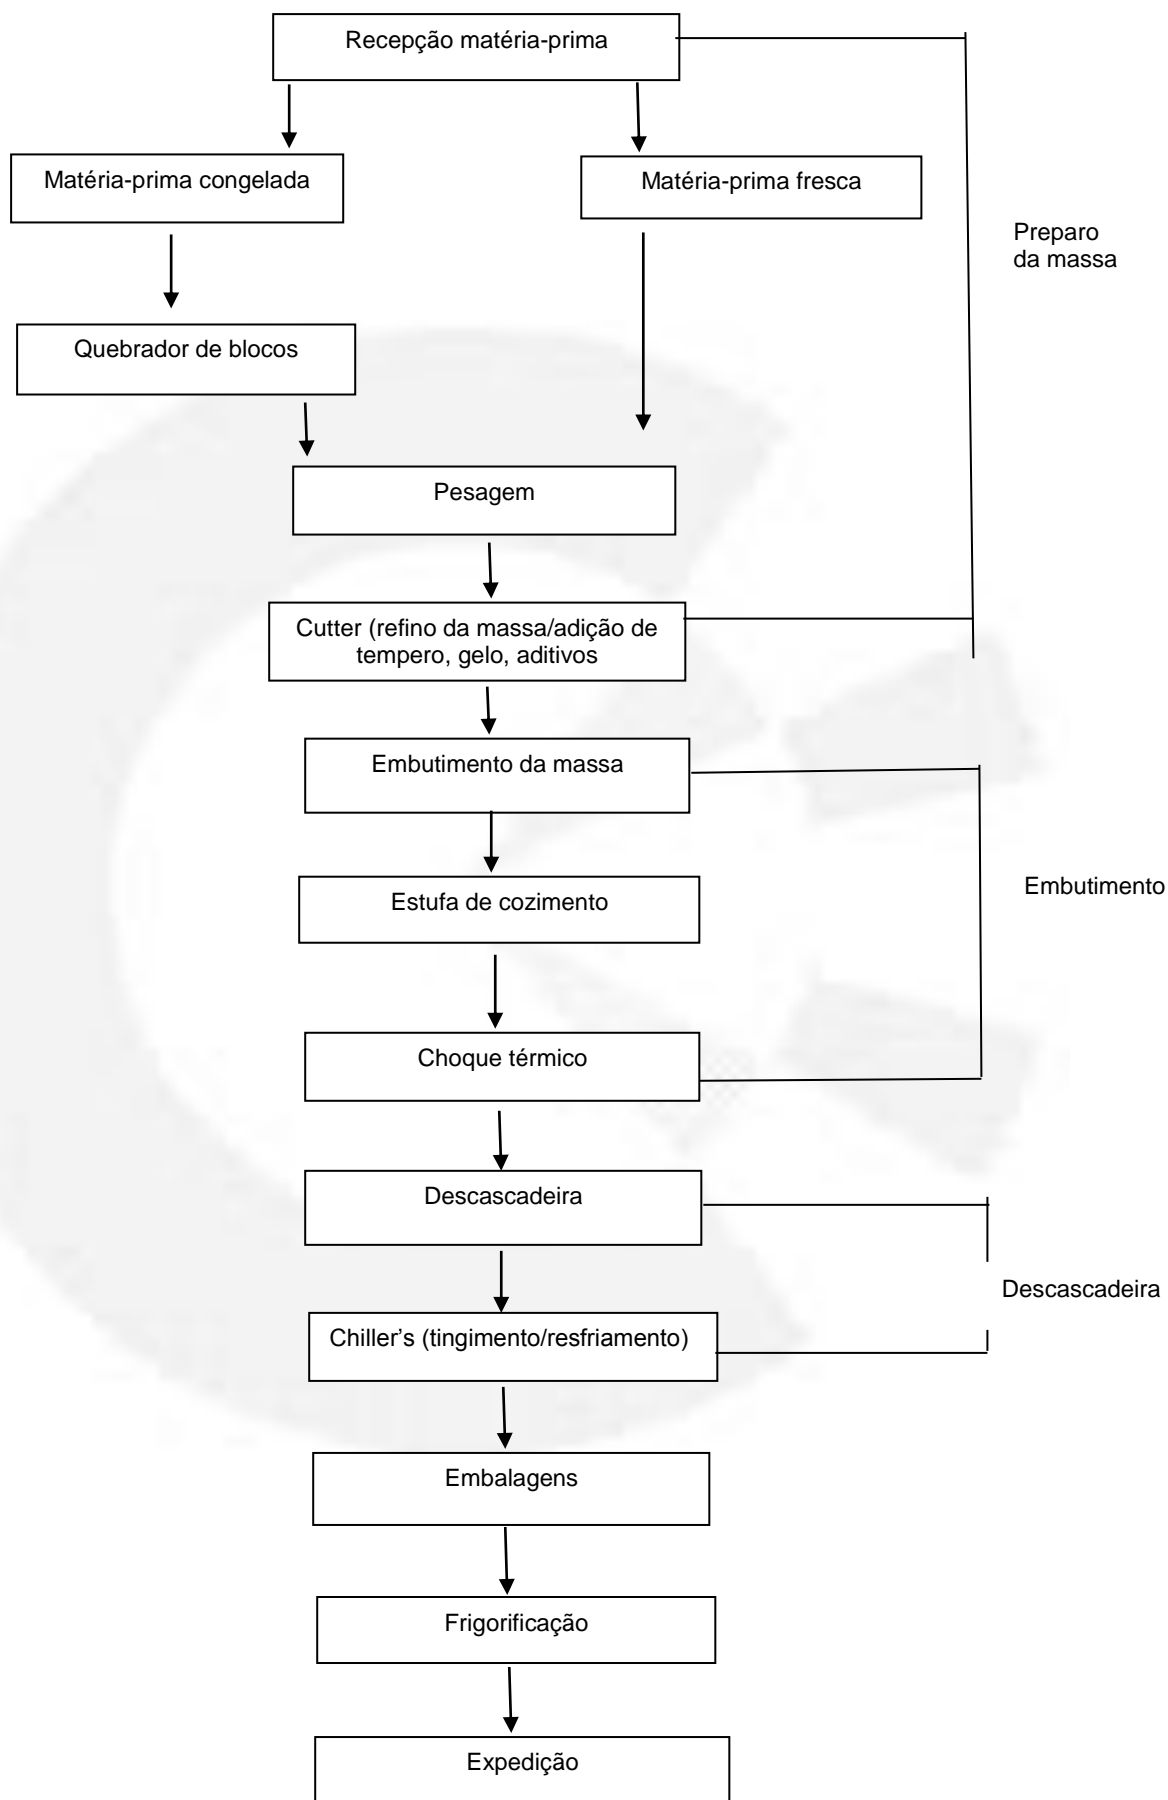 Recepção matéria-prima
Matéria-prima congelada
Matéria-prima fresca
Preparo
da massa
Quebrador de blocos
Pesagem
Cutter (refino da massa/adição de
tempero, gelo, aditivos
Embutimento da massa
Estufa de cozimento
Embutimento
Choque térmico
Descascadeira
Descascadeira
Chiller’s (tingimento/resfriamento)
Embalagens
Frigorificação
Expedição